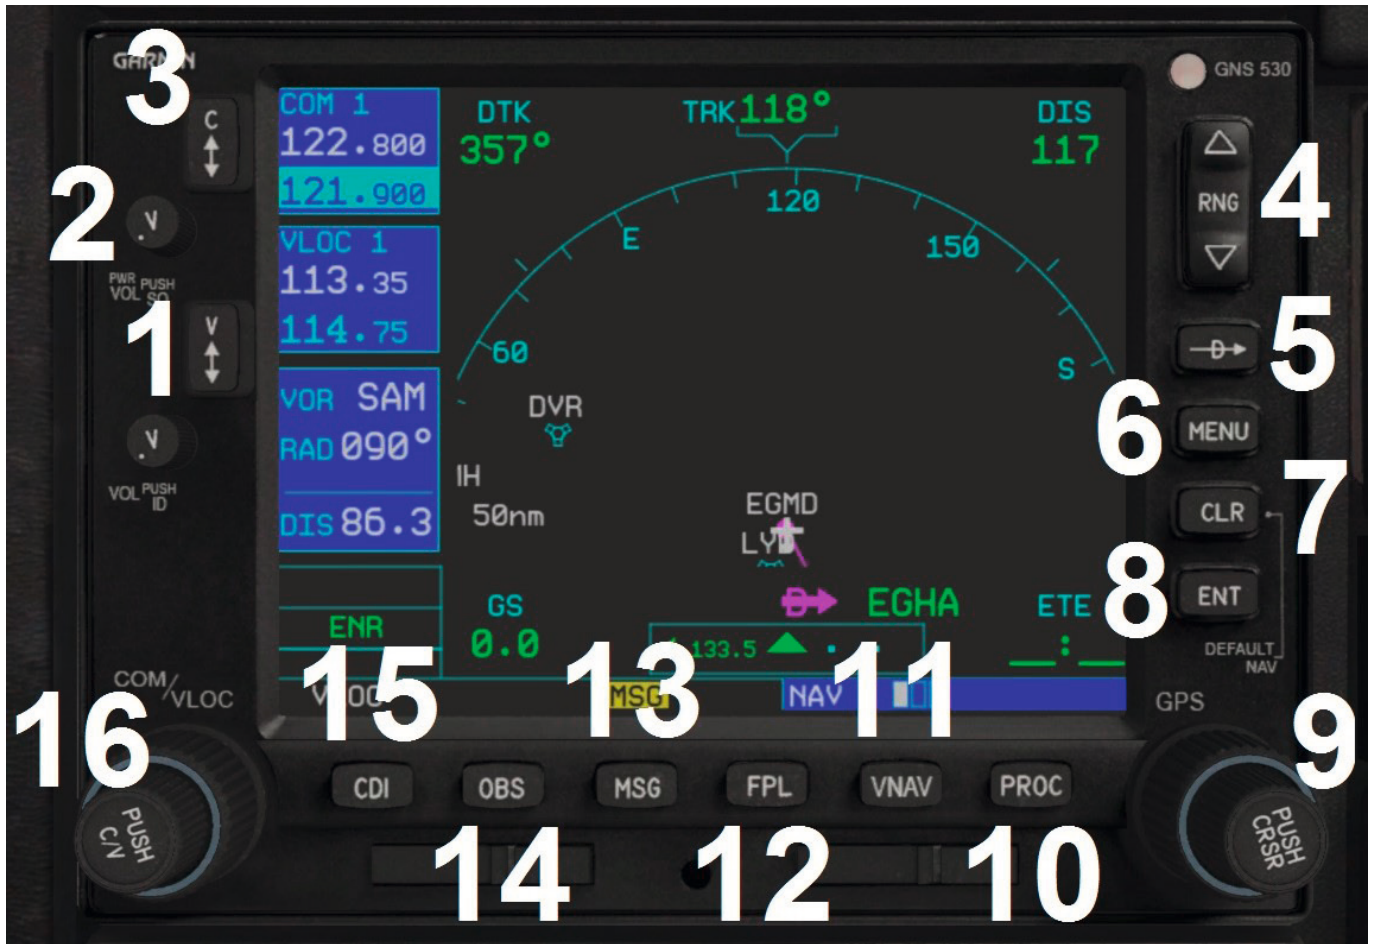 3
GARMIN
GNS 530
COM 1
122.800
121.900
DTK
357°
TRK 118°
DIS
117
C
4
RNG
2
V
PWR
VOL
PUSH
SQ
120
E
150
VLOC 1
113.35
114.75
1
V
5
D
60
S
VOR SAM
RAD 090°
DIS 86.3
DVR
6
MENU
V
VOL PUSH
ID
IH
50nm
7
CLR
EGMD
8
ENT
DEFAULT
NAV
GS
0.0
D EGHA
ETE
__:__
ENR
133.5
15
13
11
MSG
NAV
COM/VLOC
GPS
16
9
CDI
OBS
MSG
FPL
VNAV
PROC
PUSH
C/V
PUSH
CRSR
14
12
10